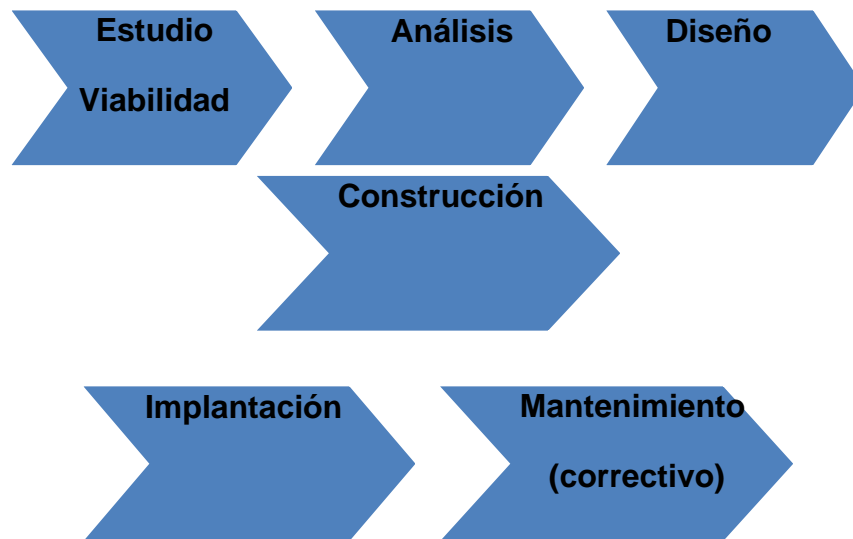 Estudio
Viabilidad
Análisis
Diseño
Construcción
Implantación
Mantenimiento
(correctivo)